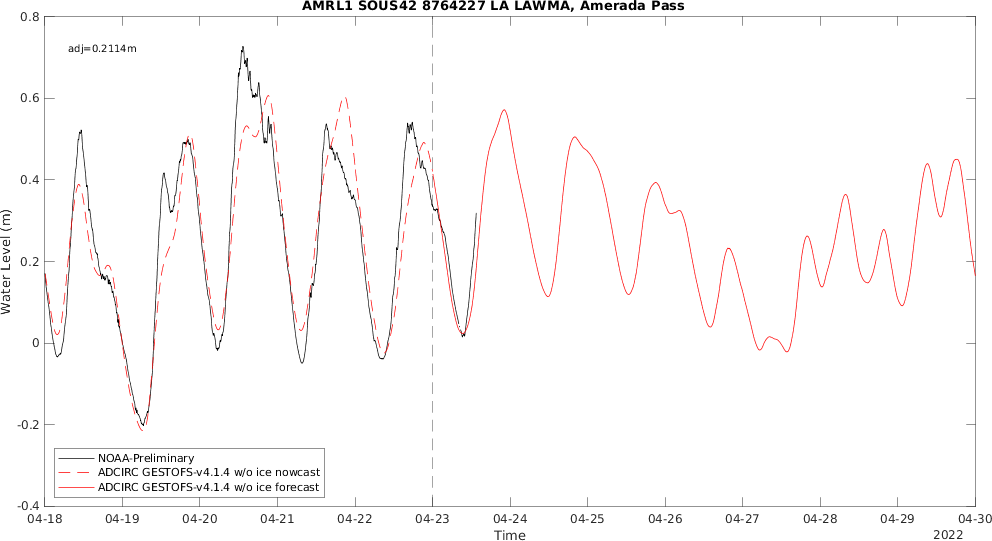 AMRL1 SOUS42 8764227 LA LAWMA, Amerada Pass
adj=0.2114m
0.8
0.6
0.4
0.2
0
-0.2
-0.4
Water Level (m)
NOAA-Preliminary
ADCIRC GESTOFS-v4.1.4 w/o ice nowcast
ADCIRC GESTOFS-v4.1.4 w/o ice forecast
04-18 04-19 04-20 04-21 04-22 04-23 04-24 04-25 04-26 04-27 04-28 04-29 04-30
Time
2022